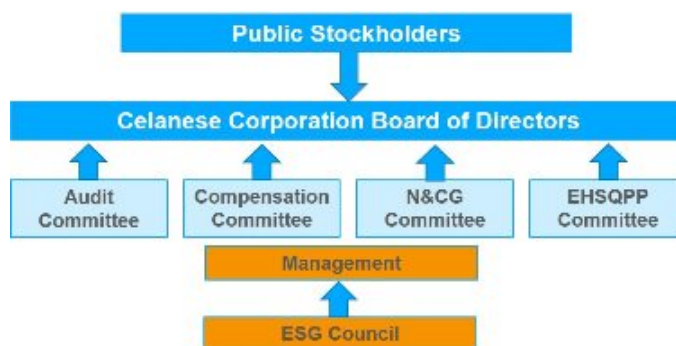 Public Stockholders
Celanese Corporation Board of Directors
Audit
Committee
Compensation
Committee
N&CG
Committee
EHSQPP
Committee
Management
ESG Council